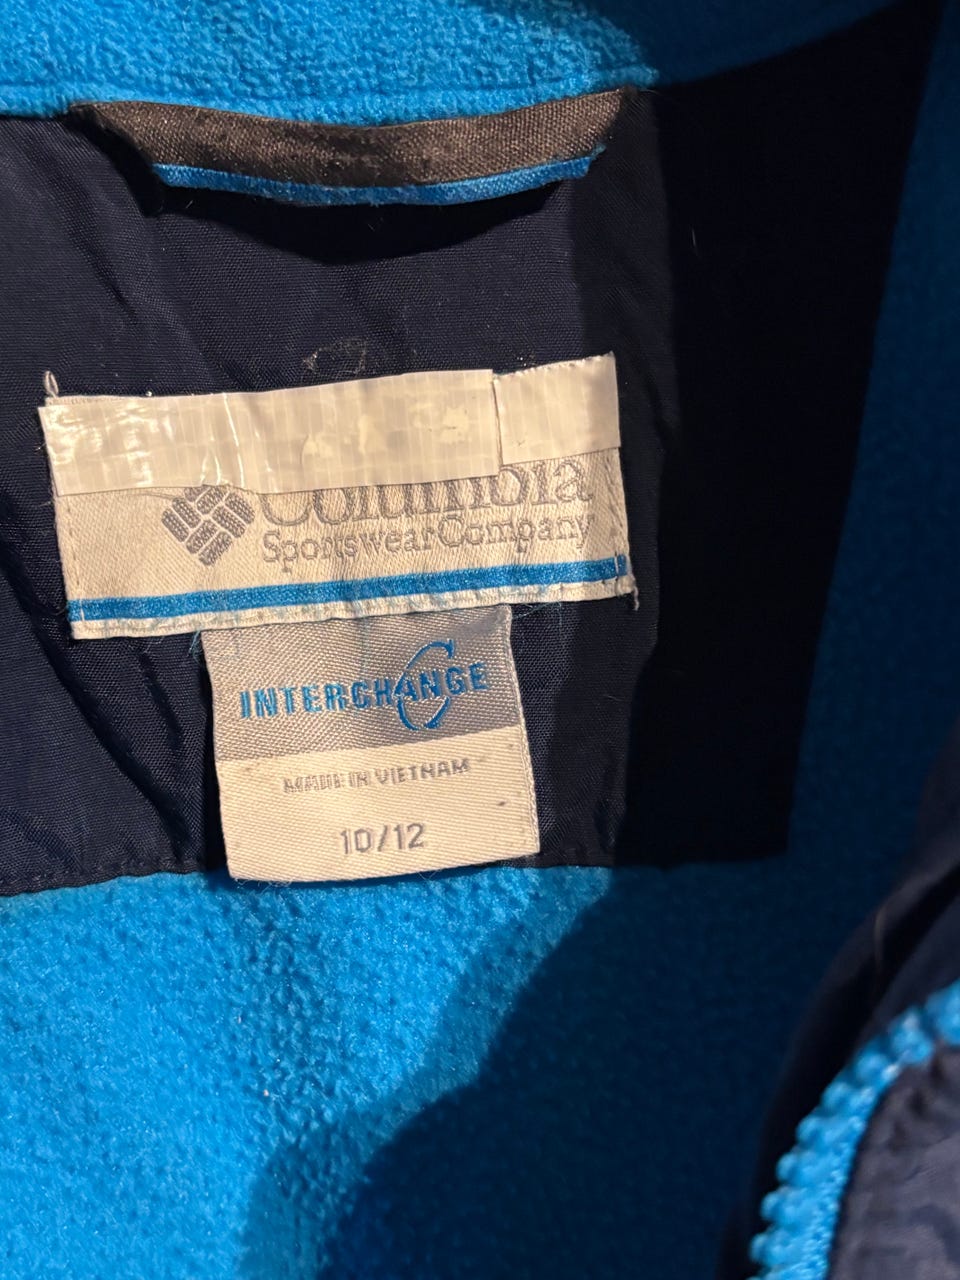 Columbia
Sportswear Company
INTERCHANGE
MADE IN VIETNAM
10/12